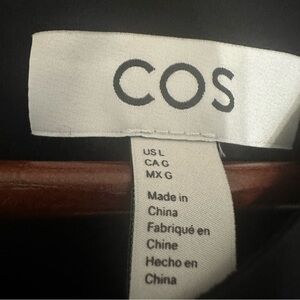 COS
US L
CA G
MX G
Made in
China
Fabriqué en
Chine
Hecho en
China